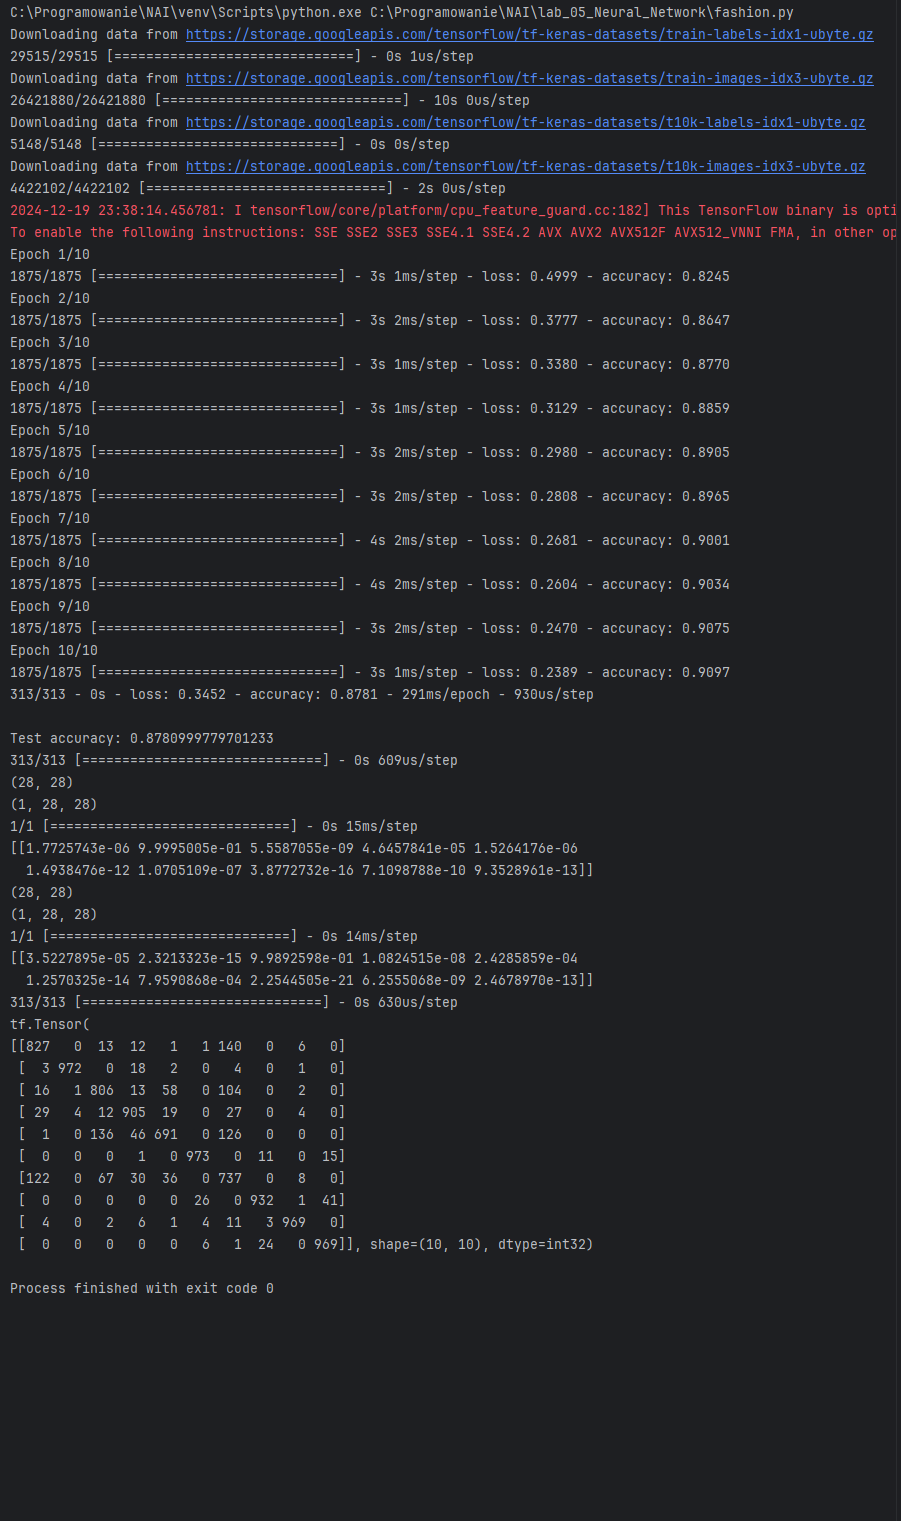 C:\Programowanie\NAI\venv\Scripts\python.exe C:\Programowanie\NAI\lab_05_Neural_Network\fashion.py
Downloading data from https://storage.googleapis.com/tensorflow/tf-keras-datasets/train-labels-idx1-ubyte.gz
29515/29515 [==============================] - 0s 1us/step
Downloading data from https://storage.googleapis.com/tensorflow/tf-keras-datasets/train-images-idx3-ubyte.gz
26421880/26421880 [==============================] - 10s 0us/step
Downloading data from https://storage.googleapis.com/tensorflow/tf-keras-datasets/t10k-labels-idx1-ubyte.gz
5148/5148 [==============================] - 0s 0s/step
Downloading data from https://storage.googleapis.com/tensorflow/tf-keras-datasets/t10k-images-idx3-ubyte.gz
4422102/4422102 [==============================] - 2s 0us/step
2024-12-19 23:38:14.456781: I tensorflow/core/platform/cpu_feature_guard.cc:182] This TensorFlow binary is opti
To enable the following instructions: SSE SSE2 SSE3 SSE4.1 SSE4.2 AVX AVX2 AVX512F AVX512_VNNI FMA, in other op
Epoch 1/10
1875/1875 [==============================] - 3s 1ms/step - loss: 0.4999 - accuracy: 0.8245
Epoch 2/10
1875/1875 [==============================] - 3s 2ms/step - loss: 0.3777 - accuracy: 0.8647
Epoch 3/10
1875/1875 [==============================] - 3s 1ms/step - loss: 0.3380 - accuracy: 0.8770
Epoch 4/10
1875/1875 [==============================] - 3s 1ms/step - loss: 0.3129 - accuracy: 0.8859
Epoch 5/10
1875/1875 [==============================] - 3s 2ms/step - loss: 0.2980 - accuracy: 0.8905
Epoch 6/10
1875/1875 [==============================] - 3s 2ms/step - loss: 0.2808 - accuracy: 0.8965
Epoch 7/10
1875/1875 [==============================] - 4s 2ms/step - loss: 0.2681 - accuracy: 0.9001
Epoch 8/10
1875/1875 [==============================] - 4s 2ms/step - loss: 0.2604 - accuracy: 0.9034
Epoch 9/10
1875/1875 [==============================] - 3s 2ms/step - loss: 0.2470 - accuracy: 0.9075
Epoch 10/10
1875/1875 [==============================] - 3s 1ms/step - loss: 0.2389 - accuracy: 0.9097
313/313 - 0s - loss: 0.3452 - accuracy: 0.8781 - 291ms/epoch - 930us/step

Test accuracy: 0.8780999779701233
313/313 [==============================] - 0s 609us/step
(28, 28)
(1, 28, 28)
1/1 [==============================] - 0s 15ms/step
[[1.7725743e-06 9.9995005e-01 5.5587055e-09 4.6457841e-05 1.5264176e-06
  1.4938476e-12 1.0705109e-07 3.8772732e-16 7.1098788e-10 9.3528961e-13]]
(28, 28)
(1, 28, 28)
1/1 [==============================] - 0s 14ms/step
[[3.5227895e-05 2.3213323e-15 9.9892598e-01 1.0824515e-08 2.4285859e-04
  1.2570325e-14 7.9590868e-04 2.2544505e-21 6.2555068e-09 2.4678970e-13]]
313/313 [==============================] - 0s 630us/step
tf.Tensor(
[[827   0  13  12   1   1 140   0   6   0]
 [  3 972   0  18   2   0   4   0   1   0]
 [ 16   1 806  13  58   0 104   0   2   0]
 [ 29   4  12 905  19   0  27   0   4   0]
 [  1   0 136  46 691   0 126   0   0   0]
 [  0   0   0   1   0 973   0  11   0  15]
 [122   0  67  30  36   0 737   0   8   0]
 [  0   0   0   0   0  26   0 932   1  41]
 [  4   0   2   6   1   4  11   3 969   0]
 [  0   0   0   0   0   6   1  24   0 969]], shape=(10, 10), dtype=int32)

Process finished with exit code 0